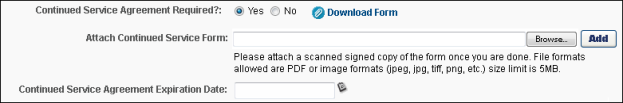 Continued Service Agreement Required?: Yes No Download Form
Attach Continued Service Form: Browse... Add
Please attach a scanned signed copy of the form once you are done. File formats
allowed are PDF or image formats (jpeg, jpg, tiff, png, etc.) size limit is 5MB.
Continued Service Agreement Expiration Date: